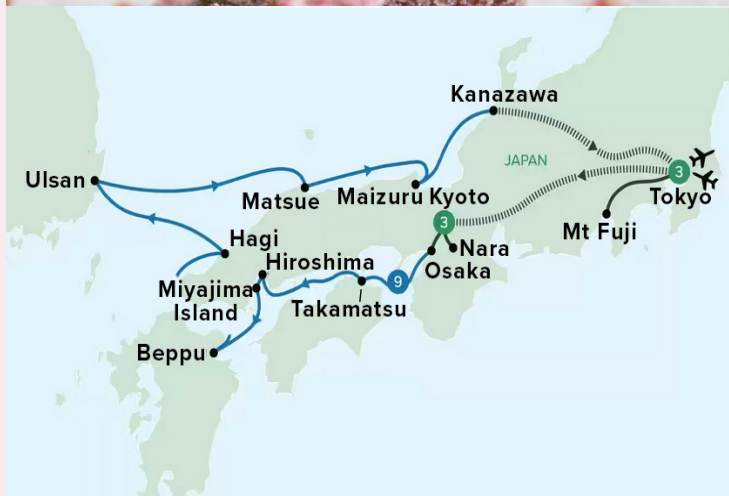 Kanazawa
JAPAN
3
Tokyo
Ulsan
Matsue
Maizuru
Kyoto
3
Mt Fuji
Nara
Osaka
Hagi
Hiroshima
9
Miyajima
Island
Takamatsu
Beppu